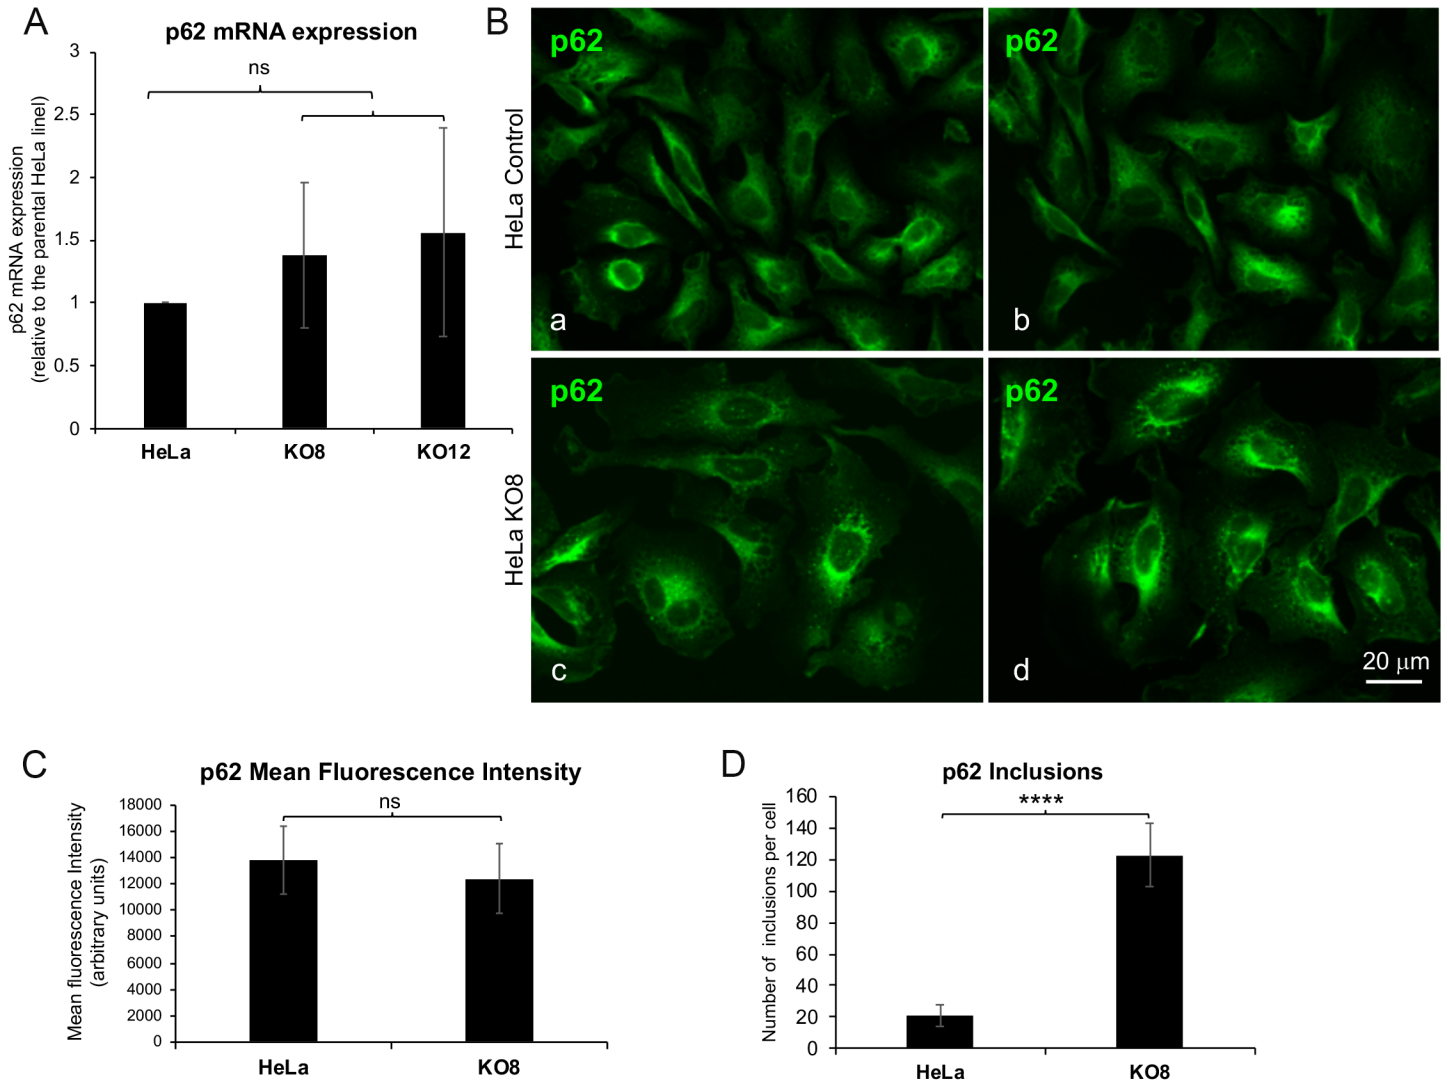 A
p62 mRNA expression
p62 mRNA expression
(relative to the parental HeLa linel)
3
2.5
2
1.5
1
0.5
0
ns
HeLa
KO8
KO12
B
HeLa Control
HeLa KO8
p62
a
p62
b
p62
c
p62
d
20 μm
C
p62 Mean Fluorescence Intensity
Mean fluorescence Intensity
(arbitrary units)
18000
16000
14000
12000
10000
8000
6000
4000
2000
0
ns
HeLa
KO8
D
p62 Inclusions
Number of inclusions per cell
160
140
120
100
80
60
40
20
0
****
HeLa
KO8